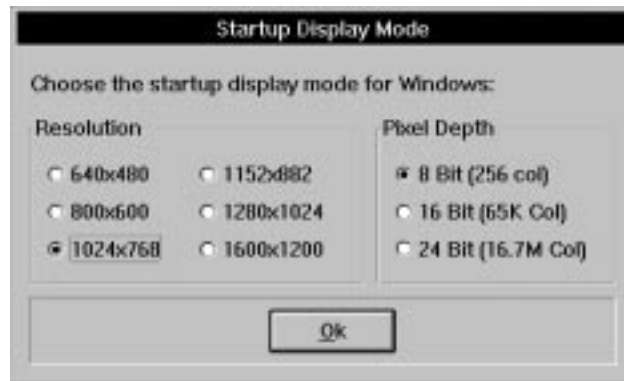 Startup Display Mode
Choose the startup display mode for Windows:
Resolution
640x480
1152x882
800x600
1280x1024
1024x768
1600x1200
Pixel Depth
8 Bit (256 col)
16 Bit (65K Col)
24 Bit (16.7M Col)
Ok